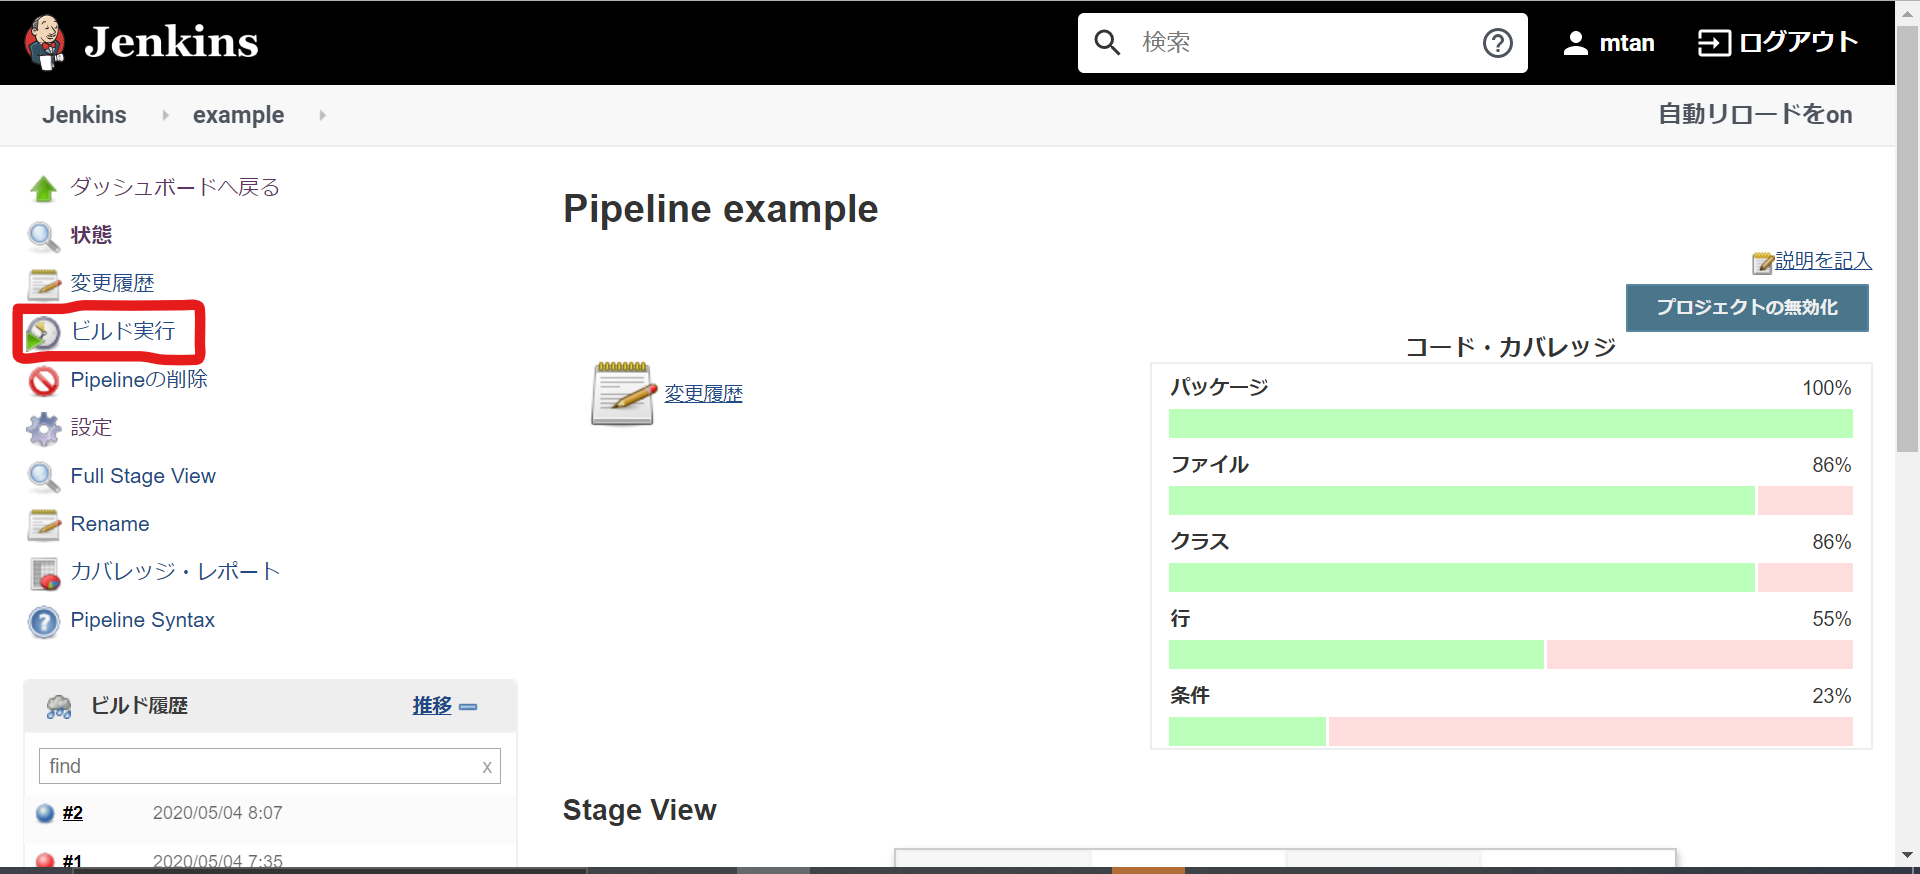 Jenkins
検索
mtan
ログアウト
Jenkins
example
自動リロードをon
ダッシュボードへ戻る
状態
変更履歴
ビルド実行
Pipelineの削除
設定
Full Stage View
Rename
カバレッジ・レポート
Pipeline Syntax
ビルド履歴
推移
find
x
#2
2020/05/04 8:07
#1
2020/05/04 7:35
Pipeline example
説明を記入
プロジェクトの無効化
変更履歴
コード・カバレッジ
パッケージ 100%
ファイル 86%
クラス 86%
行 55%
条件 23%
Stage View